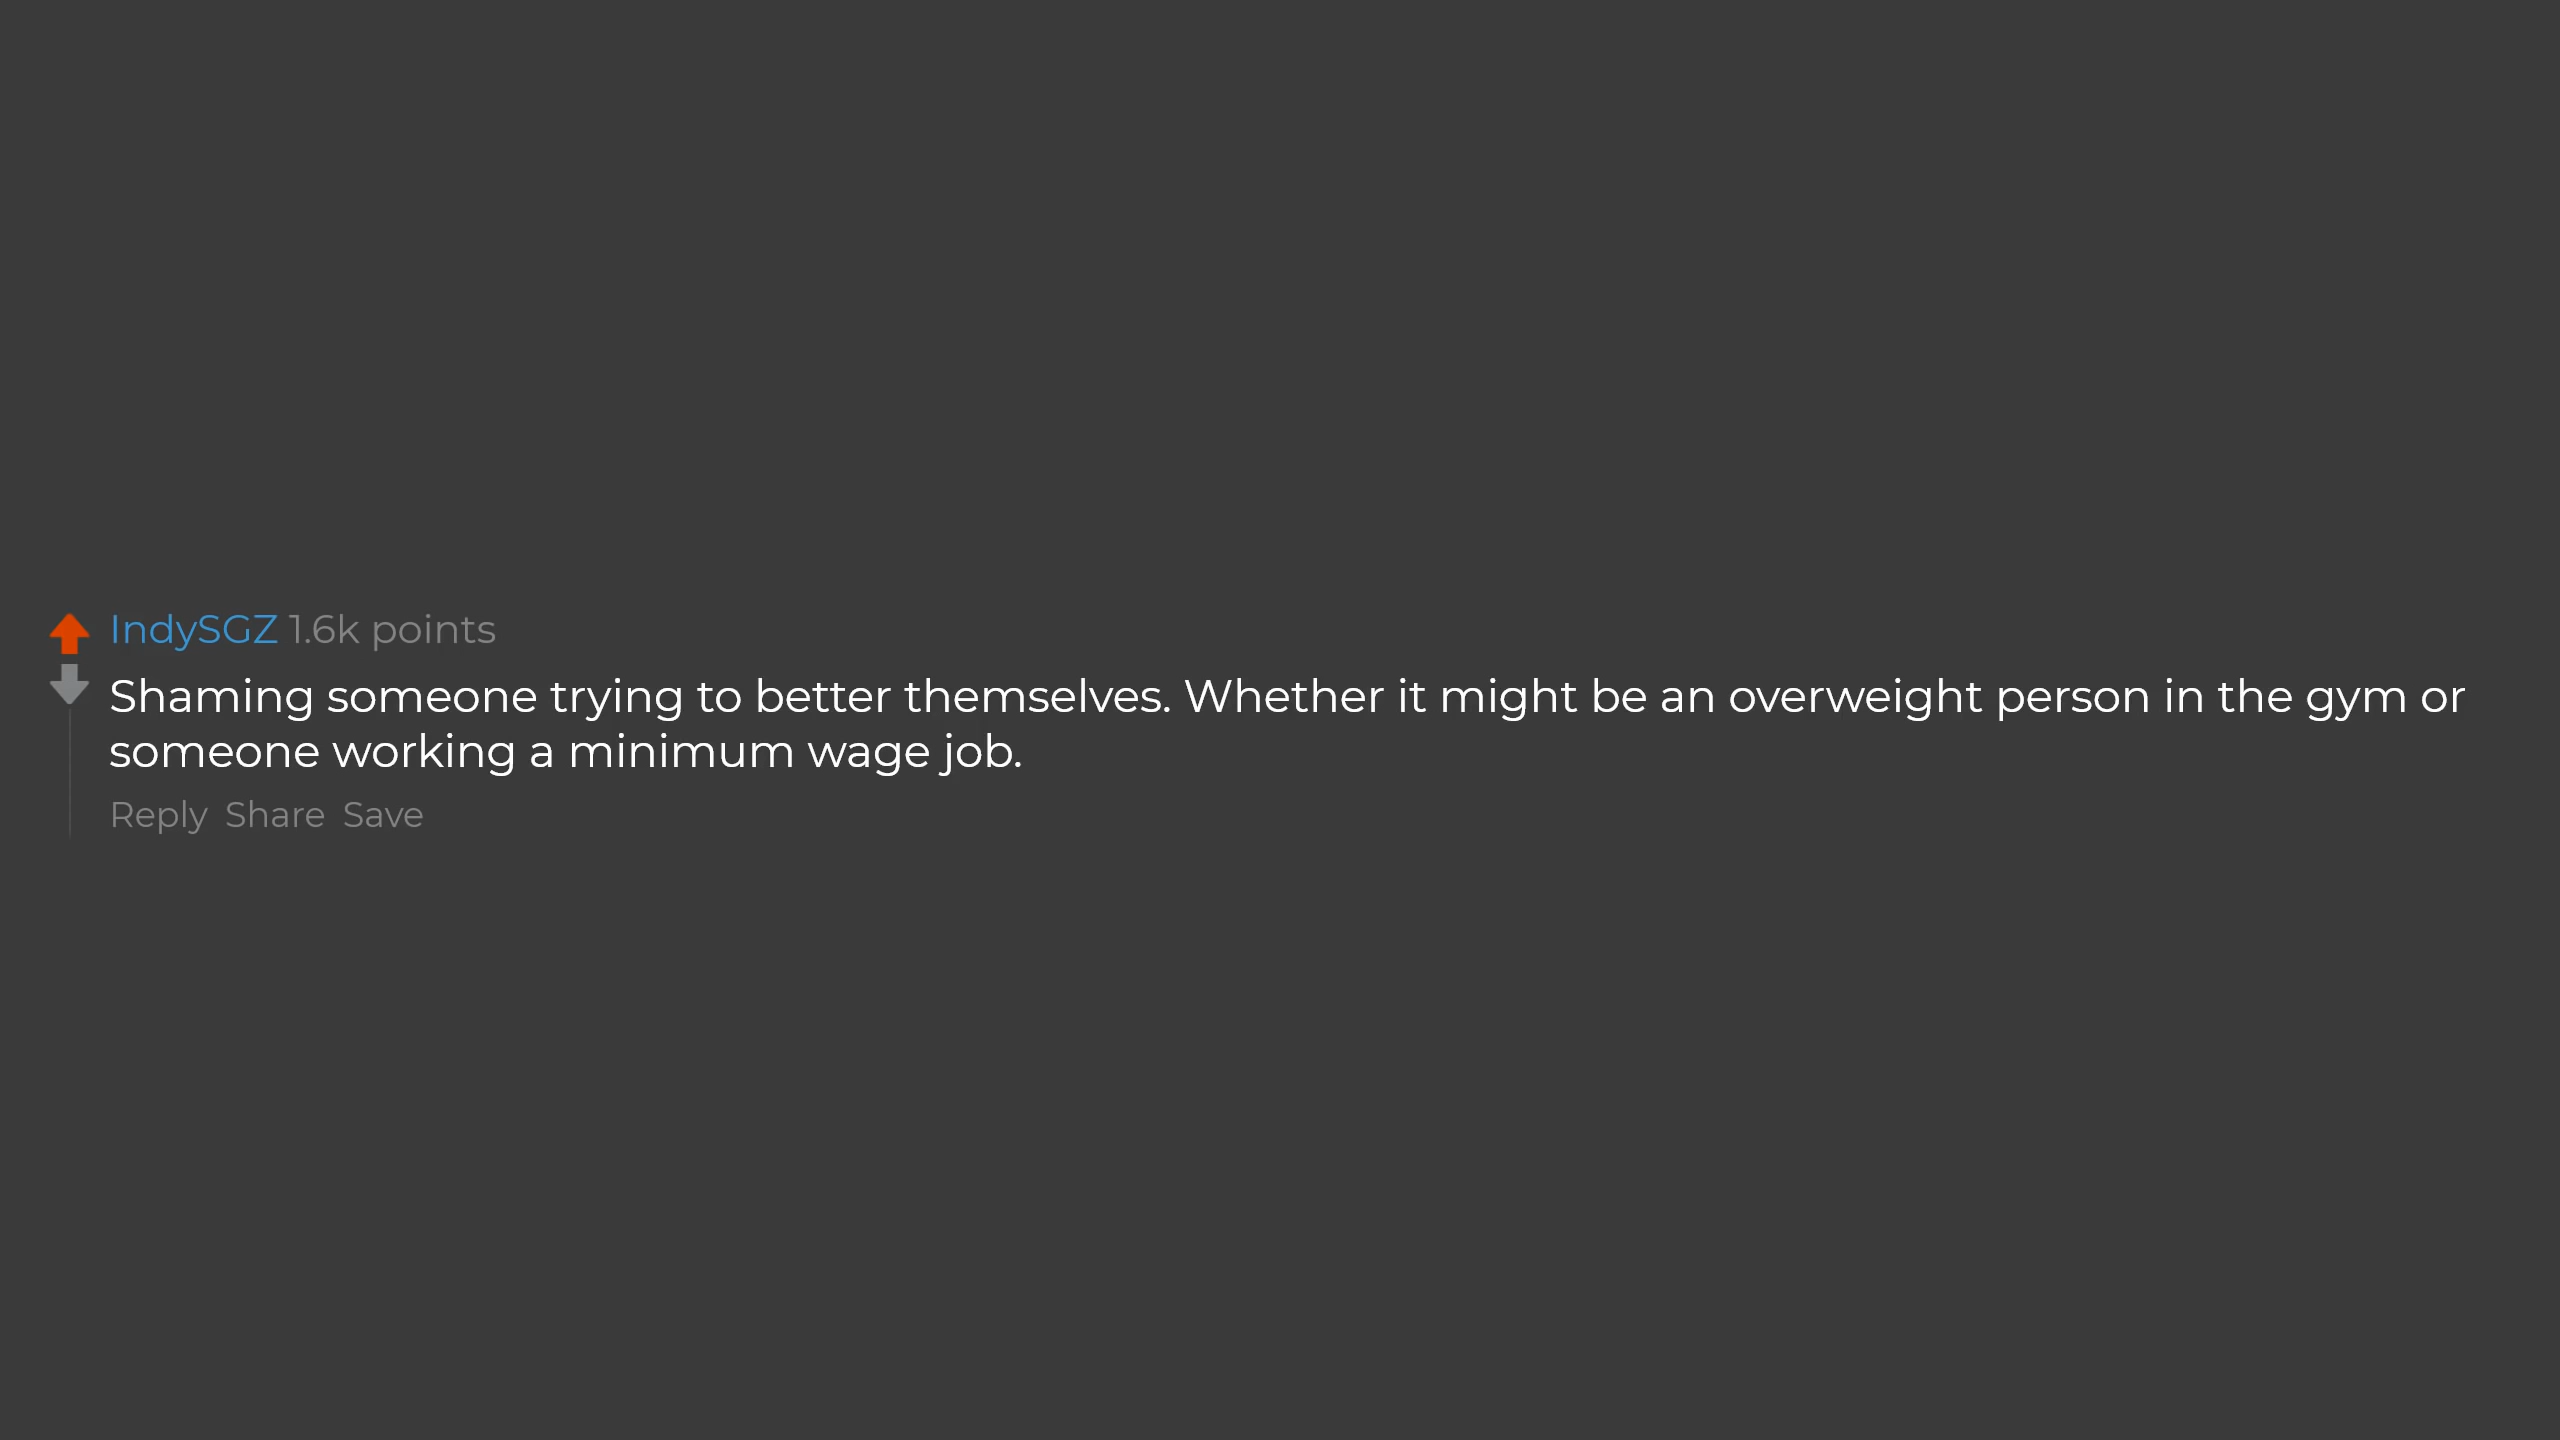 IndySGZ 1.6k points
Shaming someone trying to better themselves. Whether it might be an overweight person in the gym or
someone working a minimum wage job.
Reply Share Save